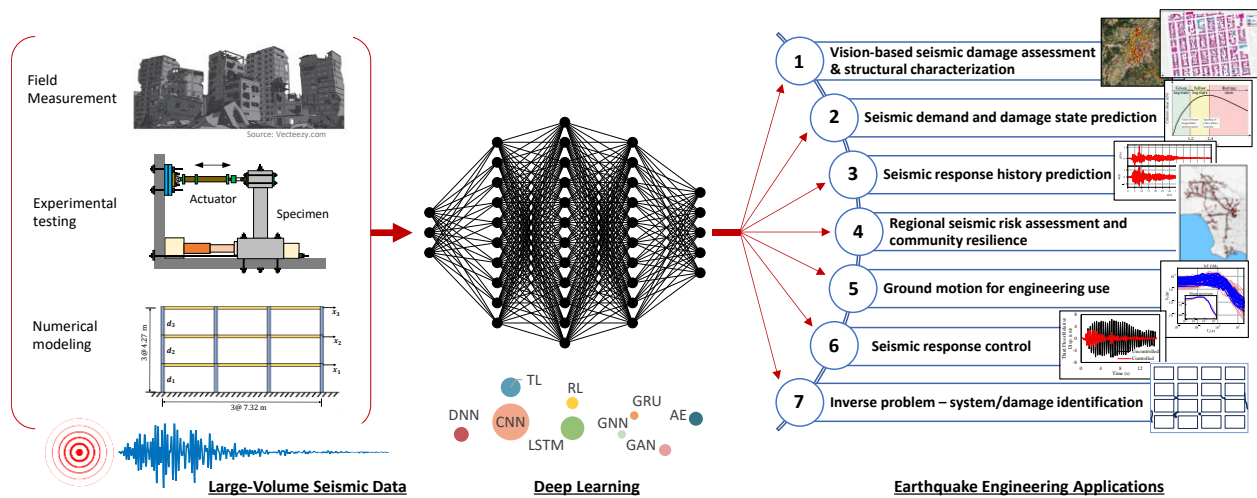 Field
Measurement
Source: Vecteezy.com
Experimental
testing
Actuator
Specimen
Numerical
modeling
3@ 4.27 m
d3
d2
d1
x3
x2
x1
3@ 7.32 m
Large-Volume Seismic Data
TL
RL
DNN
CNN
LSTM
GRU
GNN
AE
GAN
Deep Learning
1
Vision-based seismic damage assessment
& structural characterization
2
Seismic demand and damage state prediction
3
Seismic response history prediction
4
Regional seismic risk assessment and
community resilience
5
Ground motion for engineering use
6
Seismic response control
Uncontrolled
Controlled
Time (s)
7
Inverse problem – system/damage identification
Earthquake Engineering Applications